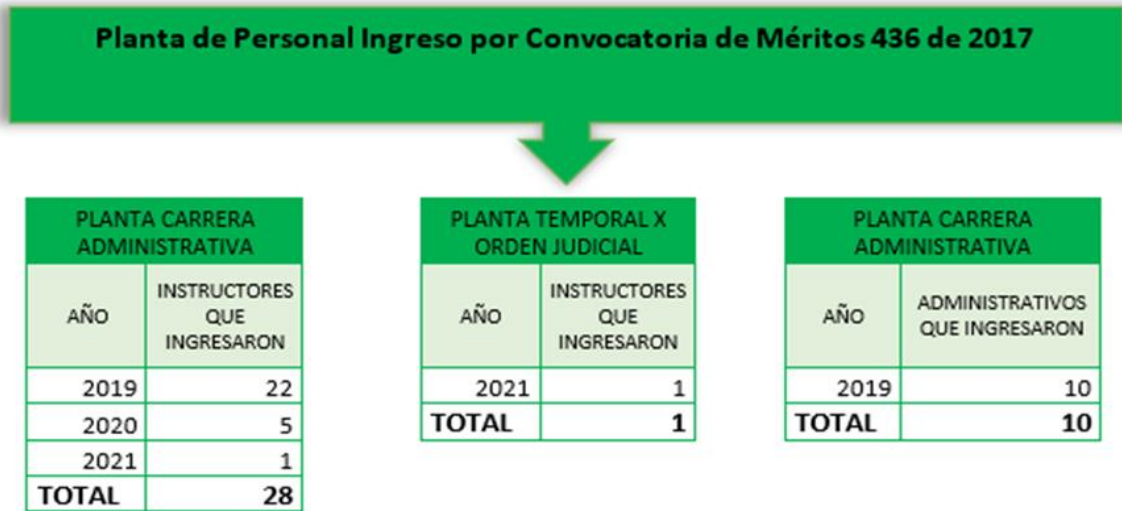 Planta de Personal Ingreso por Convocatoria de Méritos 436 de 2017
PLANTA CARRERA
ADMINISTRATIVA
AÑO
INSTRUCTORES
QUE
INGRESARON
2019 22
2020 5
2021 1
TOTAL 28
PLANTA TEMPORAL X
ORDEN JUDICIAL
AÑO
INSTRUCTORES
QUE
INGRESARON
2021 1
TOTAL 1
PLANTA CARRERA
ADMINISTRATIVA
AÑO
ADMINISTRATIVOS
QUE INGRESARON
2019 10
TOTAL 10